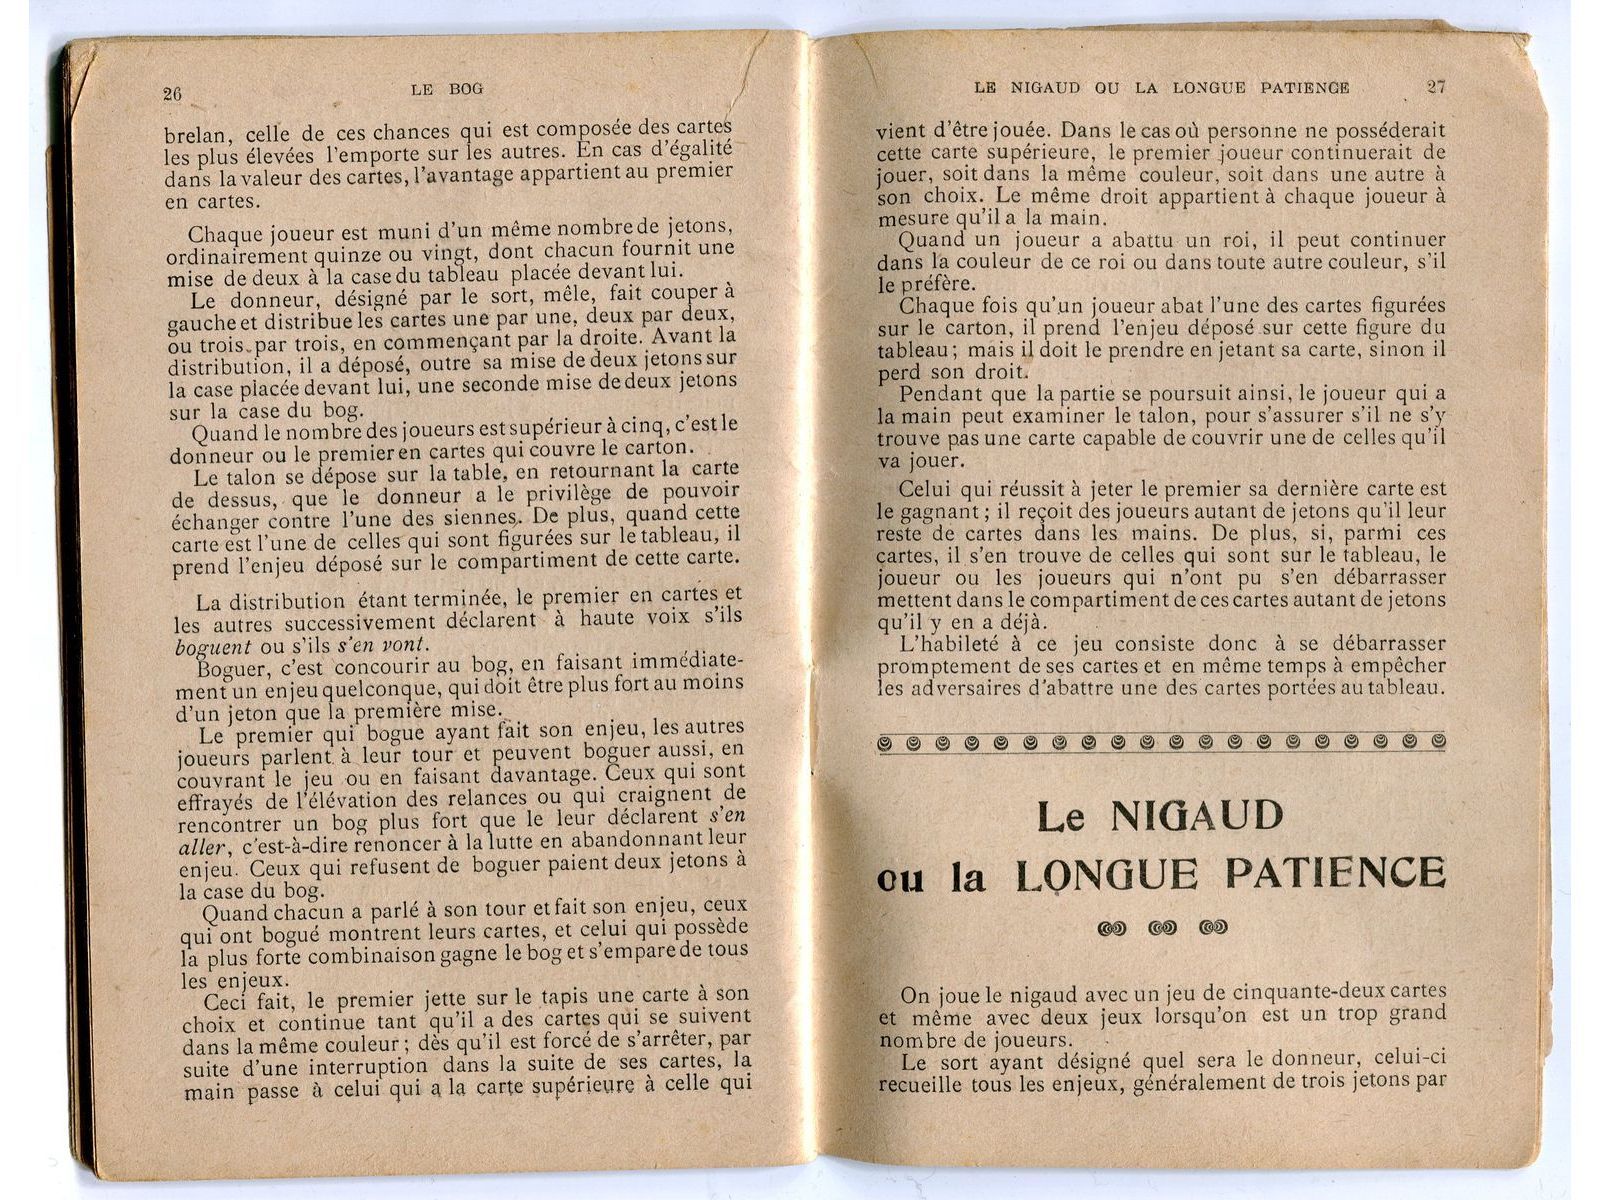 26
LE BOG
brelan, celle de ces chances qui est composée des cartes
les plus élevées l'emporte sur les autres. En cas d'égalité
dans la valeur des cartes, l'avantage appartient au premier
en cartes.
Chaque joueur est muni d'un même nombre de jetons,
ordinairement quinze ou vingt, dont chacun fournit une
mise de deux à la case du tableau placée devant lui.
Le donneur, désigné par le sort, mêle, fait couper à
gauche et distribue les cartes une par une, deux par deux,
ou trois par trois, en commençant par la droite. Avant la
distribution, il a déposé, outre sa mise de deux jetons sur
la case placée devant lui, une seconde mise de deux jetons
sur la case du bog.
Quand le nombre des joueurs est supérieur à cinq, c'est le
donneur ou le premier en cartes qui couvre le carton.
Le talon se dépose sur la table, en retournant la carte
de dessus, que le donneur a le privilège de pouvoir
échanger contre l'une des siennes. De plus, quand cette
carte est l'une de celles qui sont figurées sur le tableau, il
prend l'enjeu déposé sur le compartiment de cette carte.
La distribution étant terminée, le premier en cartes et
les autres successivement déclarent à haute voix s'ils
boguent ou s'ils s'en vont.
Boguer, c'est concourir au bog, en faisant immédiate-
ment un enjeu quelconque, qui doit être plus fort au moins
d'un jeton que la première mise.
Le premier qui bogue ayant fait son enjeu, les autres
joueurs parlent à leur tour et peuvent boguer aussi, en
couvrant le jeu ou en faisant davantage. Ceux qui sont
effrayés de l'élévation des relances ou qui craignent de
rencontrer un bog plus fort que le leur déclarent s'en
aller, c'est-à-dire renoncer à la lutte en abandonnant leur
enjeu. Ceux qui refusent de boguer paient deux jetons à
la case du bog.
Quand chacun a parlé à son tour et fait son enjeu, ceux
qui ont bogué montrent leurs cartes, et celui qui possède
la plus forte combinaison gagne le bog et s'empare de tous
les enjeux.
Ceci fait, le premier jette sur le tapis une carte à son
choix et continue tant qu'il a des cartes qui se suivent
dans la même couleur ; dès qu'il est forcé de s'arrêter, par
suite d'une interruption dans la suite de ses cartes, la
main passe à celui qui a la carte supérieure à celle qui
LE NIGAUD OU LA LONGUE PATIENCE
27
vient d'être jouée. Dans le cas où personne ne posséderait
cette carte supérieure, le premier joueur continuerait de
jouer, soit dans la même couleur, soit dans une autre à
son choix. Le même droit appartient à chaque joueur à
mesure qu'il a la main.
Quand un joueur a abattu un roi, il peut continuer
dans la couleur de ce roi ou dans toute autre couleur, s'il
le préfère.
Chaque fois qu'un joueur abat l'une des cartes figurées
sur le carton, il prend l'enjeu déposé sur cette figure du
tableau ; mais il doit le prendre en jetant sa carte, sinon il
perd son droit.
Pendant que la partie se poursuit ainsi, le joueur qui a
la main peut examiner le talon, pour s'assurer s'il ne s'y
trouve pas une carte capable de couvrir une de celles qu'il
va jouer.
Celui qui réussit à jeter le premier sa dernière carte est
le gagnant ; il reçoit des joueurs autant de jetons qu'il leur
reste de cartes dans les mains. De plus, si, parmi ces
cartes, il s'en trouve de celles qui sont sur le tableau, le
joueur ou les joueurs qui n'ont pu s'en débarrasser
mettent dans le compartiment de ces cartes autant de jetons
qu'il y en a déjà.
L'habileté à ce jeu consiste donc à se débarrasser
promptement de ses cartes et en même temps à empêcher
les adversaires d'abattre une des cartes portées au tableau.
Le NIGAUD
ou la LONGUE PATIENCE
On joue le nigaud avec un jeu de cinquante-deux cartes
et même avec deux jeux lorsqu'on est un trop grand
nombre de joueurs.
Le sort ayant désigné quel sera le donneur, celui-ci
recueille tous les enjeux, généralement de trois jetons par